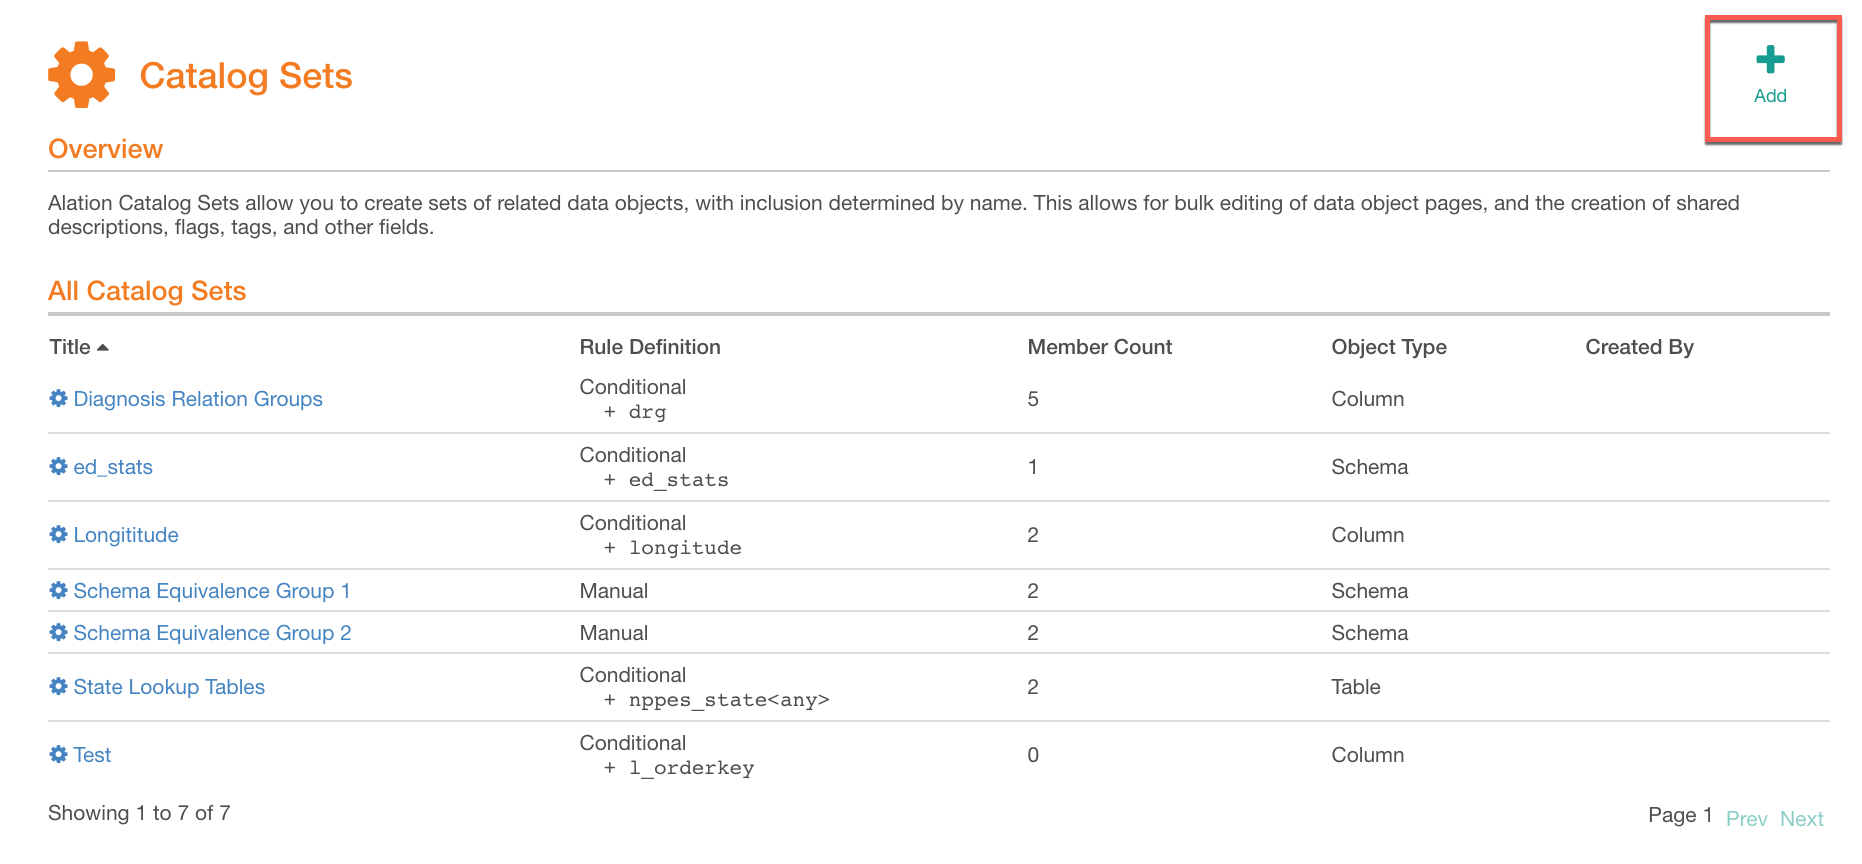 Catalog Sets
Add
Overview
Alation Catalog Sets allow you to create sets of related data objects, with inclusion determined by name. This allows for bulk editing of data object pages, and the creation of shared
descriptions, flags, tags, and other fields.
All Catalog Sets
Title Rule Definition Member Count Object Type Created By
Diagnosis Relation Groups Conditional 5 Column
+ drg
ed_stats Conditional 1 Schema
+ ed_stats
Longititude Conditional 2 Column
+ longitude
Schema Equivalence Group 1 Manual 2 Schema
Schema Equivalence Group 2 Manual 2 Schema
State Lookup Tables Conditional 2 Table
+ nppes_state<any>
Test Conditional 0 Column
+ l_orderkey
Showing 1 to 7 of 7 Page 1 Prev Next